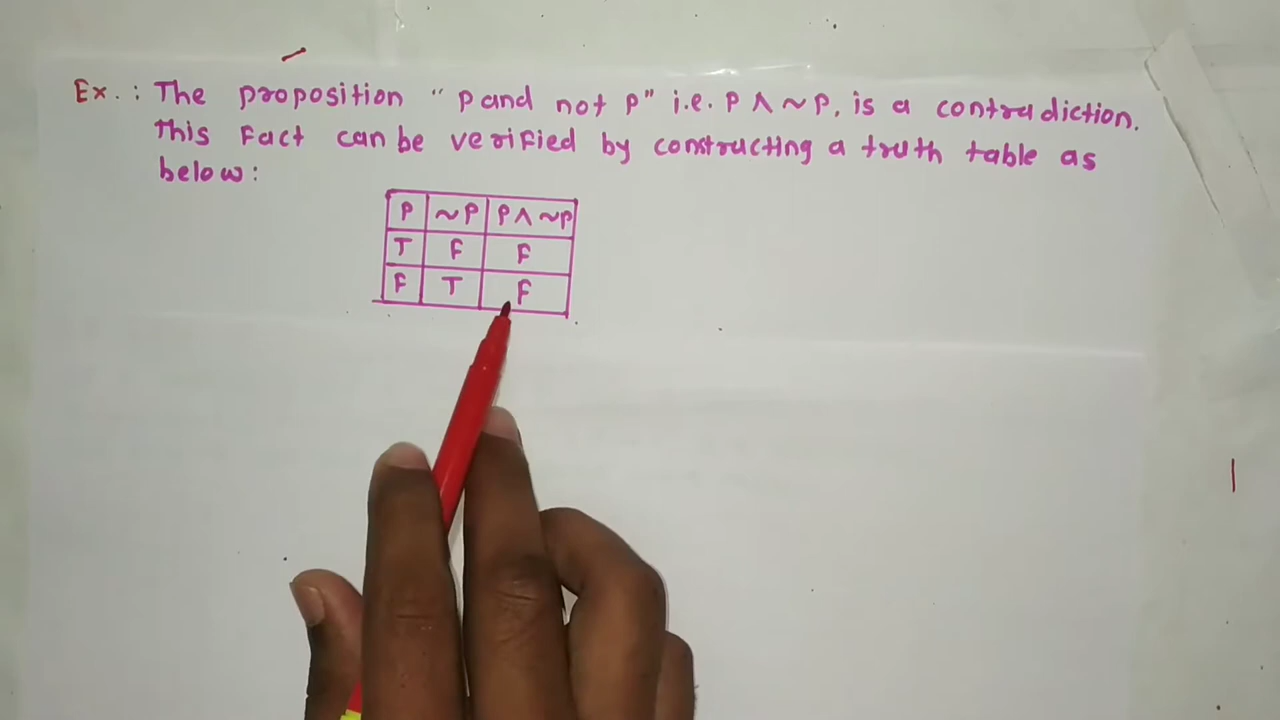 Ex. : The proposition "p and not p" i.e. p ∧ ~p, is a contradiction.
This Fact can be verified by constructing a truth table as
below:
P ~P P ∧ ~P
T F F
F T F